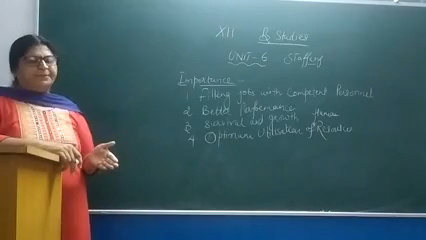 XII Bs Studies
UNIT-6 Staffing
Importance -
1 Filling jobs with Competent Personnel
2 Better Performance
3 Survival and growth
4 Optimum Utilisation of Resources